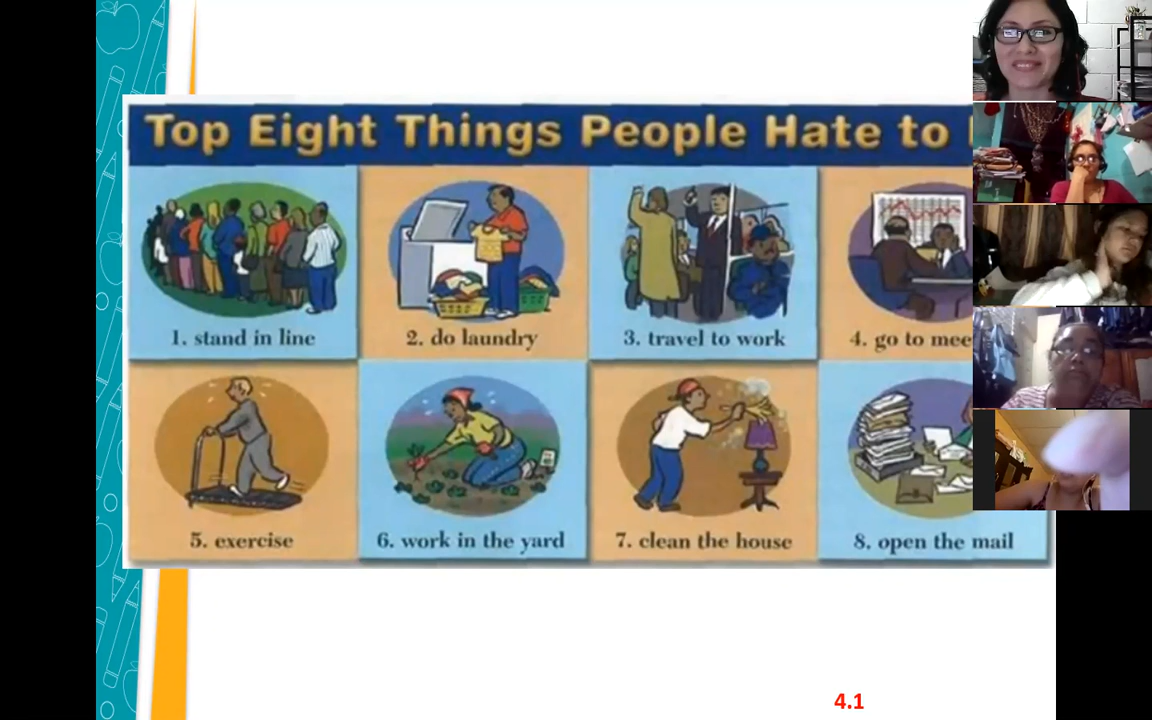 Top Eight Things People Hate to
1. stand in line
2. do laundry
3. travel to work
4. go to mee
5. exercise
6. work in the yard
7. clean the house
8. open the mail
4.1